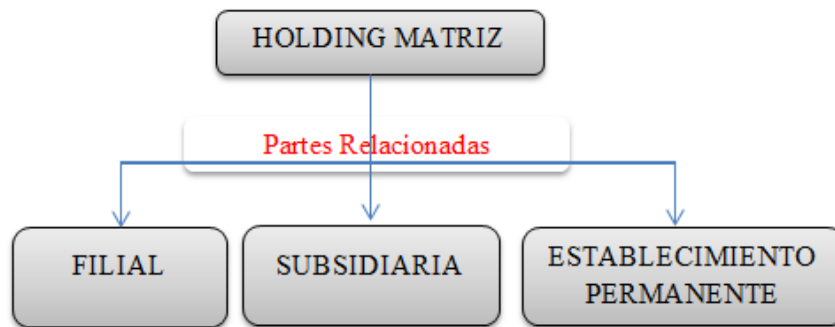 HOLDING MATRIZ
Partes Relacionadas
FILIAL
SUBSIDIARIA
ESTABLECIMIENTO
PERMANENTE